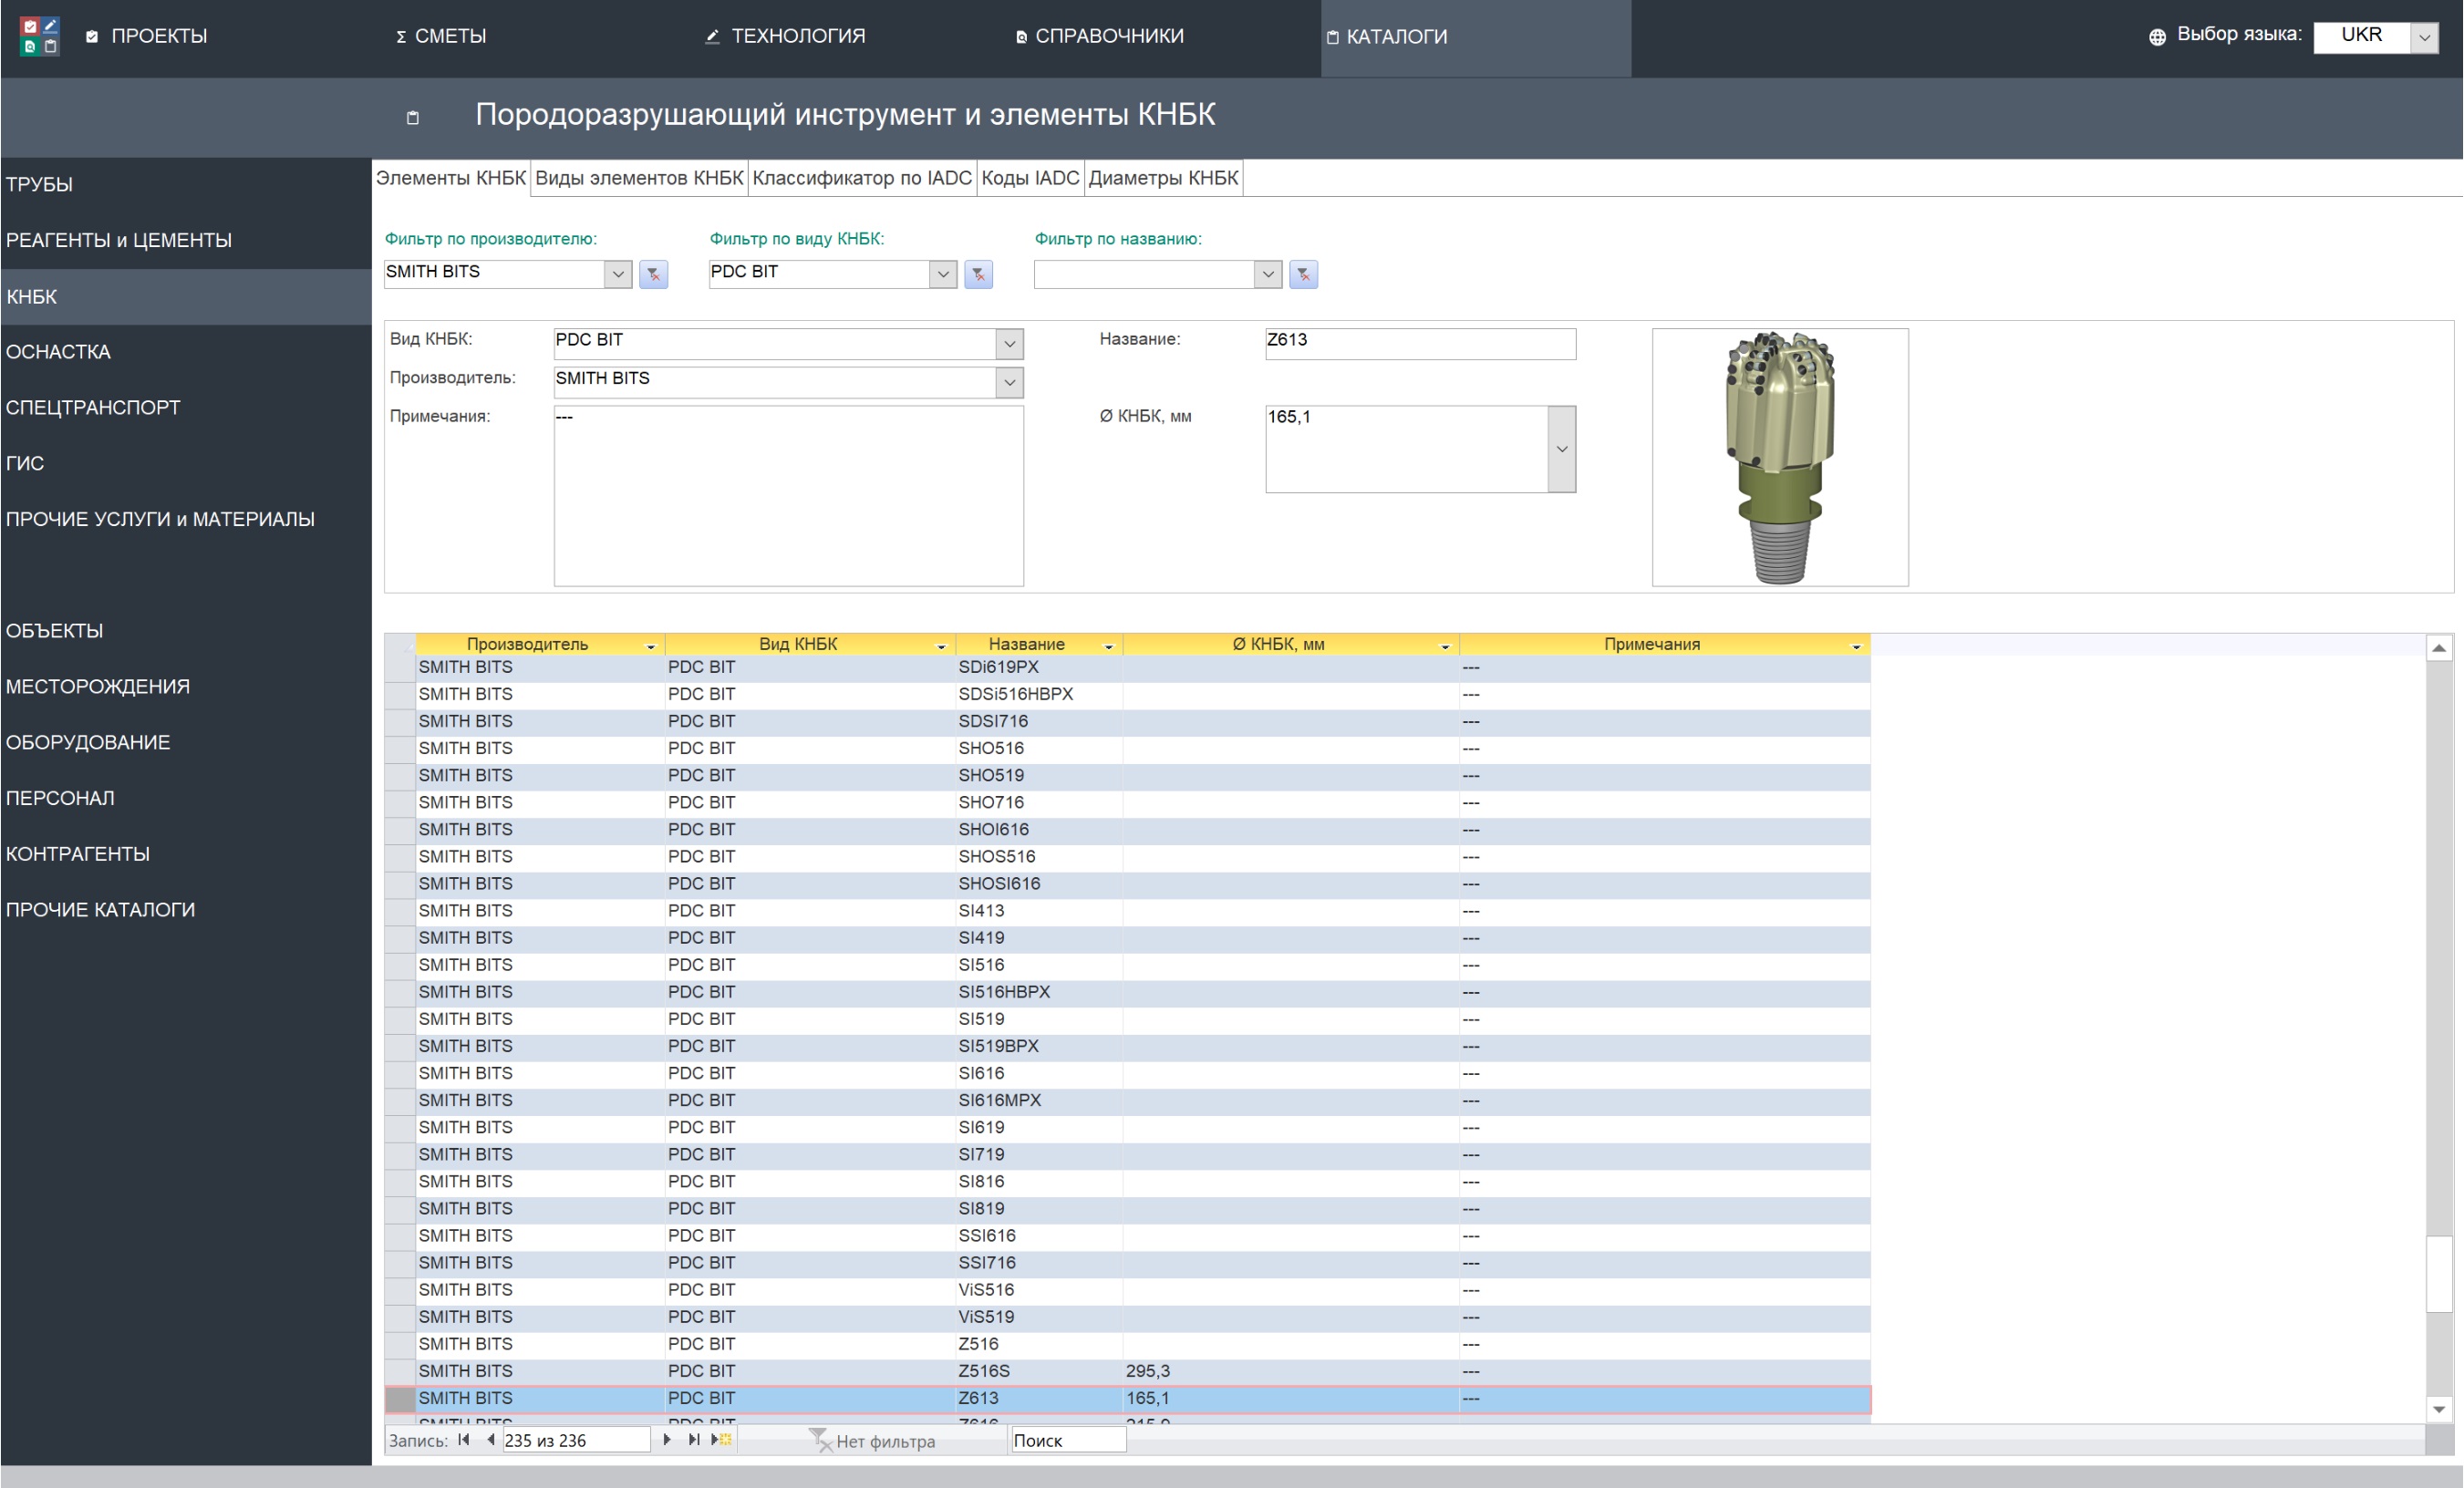 ПРОЕКТЫ Σ СМЕТЫ ТЕХНОЛОГИЯ СПРАВОЧНИКИ КАТАЛОГИ Выбор языка: UKR
Породоразрушающий инструмент и элементы КНБК
ТРУБЫ
РЕАГЕНТЫ и ЦЕМЕНТЫ
КНБК
ОСНАСТКА
СПЕЦТРАНСПОРТ
ГИС
ПРОЧИЕ УСЛУГИ и МАТЕРИАЛЫ
ОБЪЕКТЫ
МЕСТОРОЖДЕНИЯ
ОБОРУДОВАНИЕ
ПЕРСОНАЛ
КОНТРАГЕНТЫ
ПРОЧИЕ КАТАЛОГИ
Элементы КНБК Виды элементов КНБК Классификатор по IADC Коды IADC Диаметры КНБК
Фильтр по производителю: Фильтр по виду КНБК: Фильтр по названию:
SMITH BITS PDC BIT
Вид КНБК: PDC BIT Название: Z613
Производитель: SMITH BITS
Примечания: --- Ø КНБК, мм 165,1
Производитель Вид КНБК Название Ø КНБК, мм Примечания
SMITH BITS PDC BIT SDi619PX ---
SMITH BITS PDC BIT SDSi516HBPX ---
SMITH BITS PDC BIT SDSI716 ---
SMITH BITS PDC BIT SHO516 ---
SMITH BITS PDC BIT SHO519 ---
SMITH BITS PDC BIT SHO716 ---
SMITH BITS PDC BIT SHOI616 ---
SMITH BITS PDC BIT SHOS516 ---
SMITH BITS PDC BIT SHOSI616 ---
SMITH BITS PDC BIT SI413 ---
SMITH BITS PDC BIT SI419 ---
SMITH BITS PDC BIT SI516 ---
SMITH BITS PDC BIT SI516HBPX ---
SMITH BITS PDC BIT SI519 ---
SMITH BITS PDC BIT SI519BPX ---
SMITH BITS PDC BIT SI616 ---
SMITH BITS PDC BIT SI616MPX ---
SMITH BITS PDC BIT SI619 ---
SMITH BITS PDC BIT SI719 ---
SMITH BITS PDC BIT SI816 ---
SMITH BITS PDC BIT SI819 ---
SMITH BITS PDC BIT SSI616 ---
SMITH BITS PDC BIT SSI716 ---
SMITH BITS PDC BIT ViS516 ---
SMITH BITS PDC BIT ViS519 ---
SMITH BITS PDC BIT Z516 ---
SMITH BITS PDC BIT Z516S 295,3 ---
SMITH BITS PDC BIT Z613 165,1 ---
Запись: 235 из 236 Нет фильтра Поиск